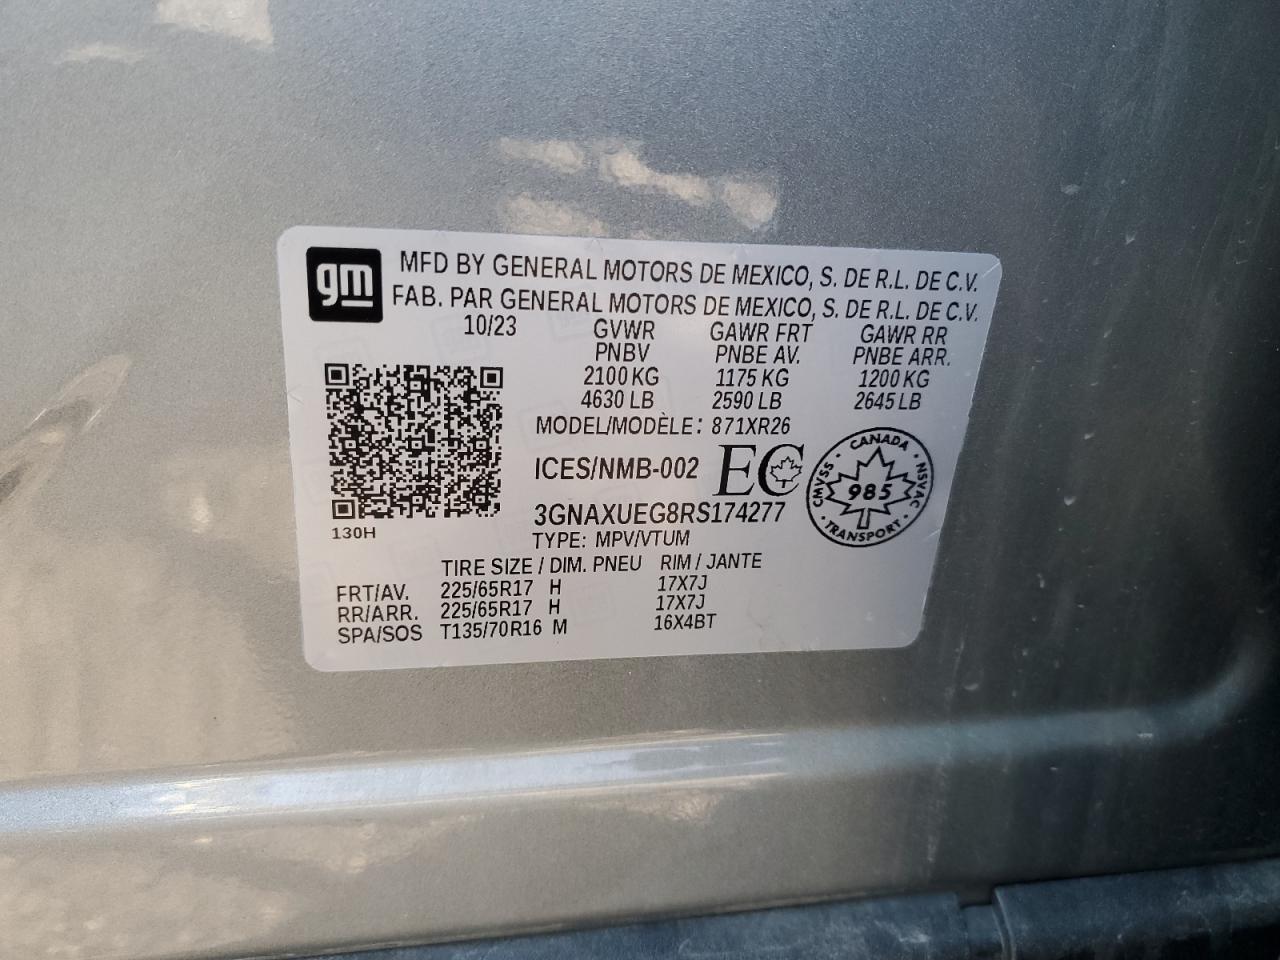 gm
MFD BY GENERAL MOTORS DE MEXICO, S. DE R.L. DE C.V.
FAB. PAR GENERAL MOTORS DE MEXICO, S. DE R.L. DE C.V.
10/23 GVWR GAWR FRT GAWR RR
PNBV PNBE AV. PNBE ARR.
2100 KG 1175 KG 1200 KG
4630 LB 2590 LB 2645 LB
MODEL/MODÈLE: 871XR26
ICES/NMB-002 EC
CANADA
CMVSS 985 NSVAC
TRANSPORT
3GNAXUEG8RS174277
130H
TYPE: MPV/VTUM
TIRE SIZE / DIM. PNEU RIM / JANTE
FRT/AV. 225/65R17 H 17X7J
RR/ARR. 225/65R17 H 17X7J
SPA/SOS T135/70R16 M 16X4BT